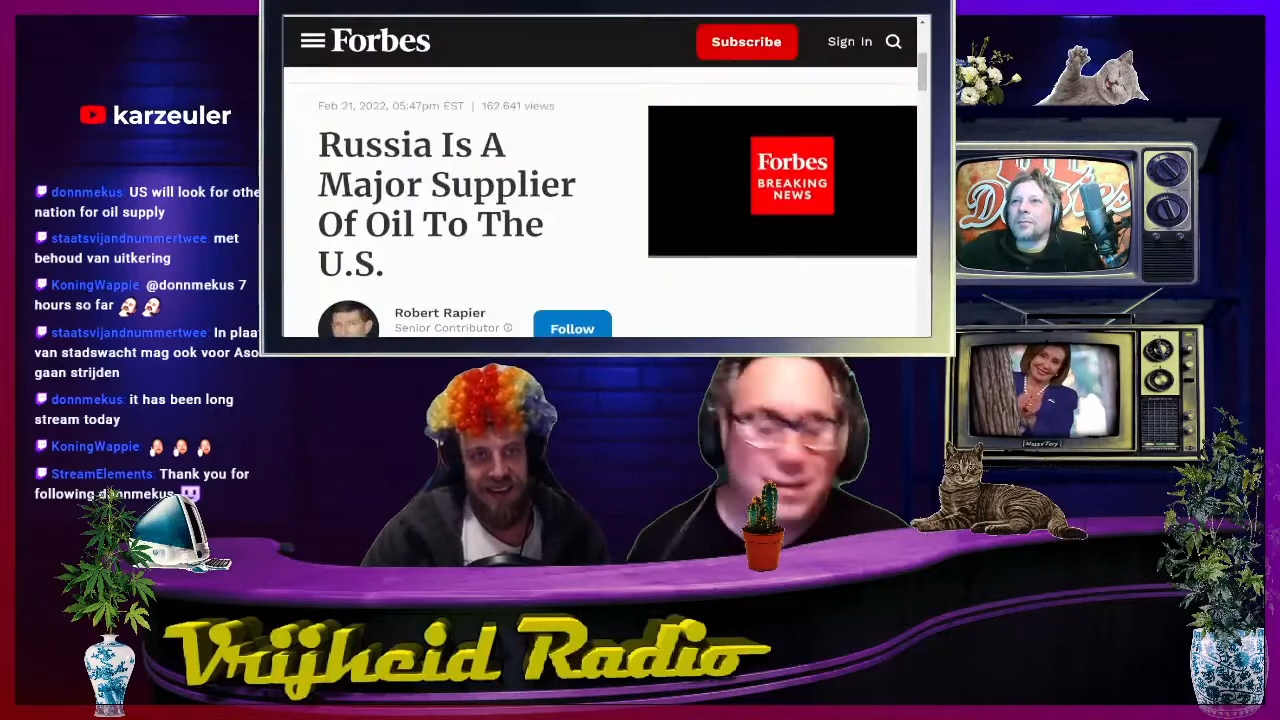 Forbes
Subscribe
Sign In
Feb 21, 2022, 05:47pm EST | 162.641 views
Russia Is A
Major Supplier
Of Oil To The
U.S.
Forbes
BREAKING
NEWS
Robert Rapier
Senior Contributor
Follow
karzeuler
donnmekus: US will look for othe
nation for oil supply
staatsvijandnummertwee: met
behoud van uitkering
KoningWappie: @donnmekus 7
hours so far
staatsvijandnummertwee: In plaat
van stadswacht mag ook voor Aso
gaan strijden
donnmekus: it has been long
stream today
KoningWappie:
StreamElements: Thank you for
following donnmekus
Vrijheid Radio